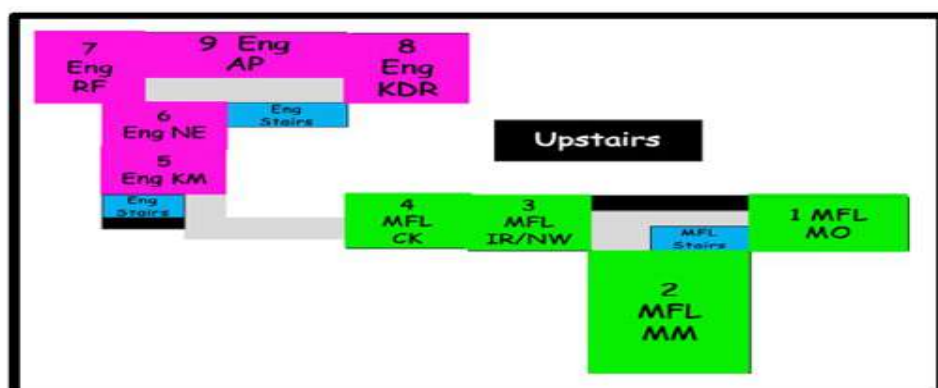 7
Eng
RF
9 Eng
AP
8
Eng
KDR
6
Eng NE
Eng
Stairs
Upstairs
5
Eng KM
Eng
Stairs
4
MFL
CK
3
MFL
IR/NW
MFL
Stairs
1 MFL
MO
2
MFL
MM